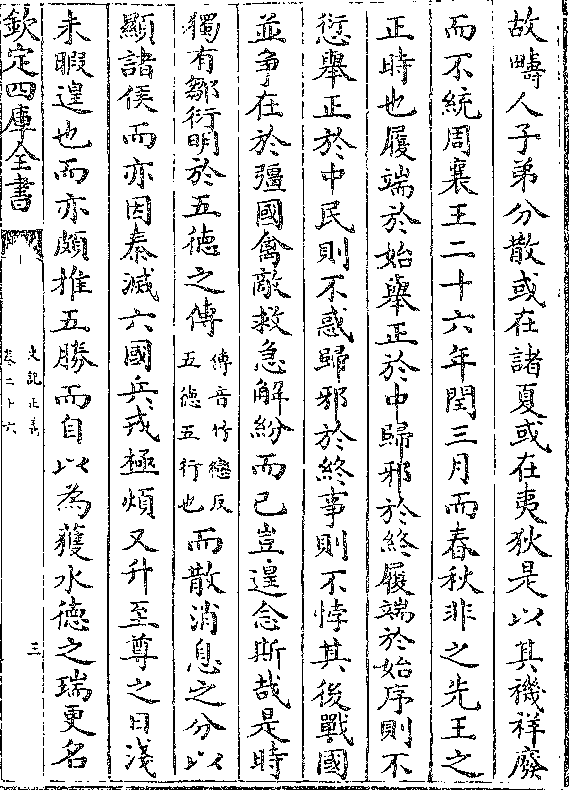 故疇人子弟分散或在諸夏或在夷狄是以其禨祥廢
而不統周襄王二十六年閏三月而春秋非之先王之
正時也履端於始舉正於中歸邪於終履端於始序則不
愆舉正於中民則不惑歸邪於終事則不悖其後戰國
並爭在於彊國禽敵救急解紛而已豈遑念斯哉是時
獨有鄒衍明於五德之傳傳音竹戀反五德五行也而散消息之分以
顯諸侯而亦因秦滅六國兵戎極煩又升至尊之日淺
未暇遑也而亦頗推五勝而自以為獲水德之瑞更名
欽定四庫全書
史記正義
卷二十六
三